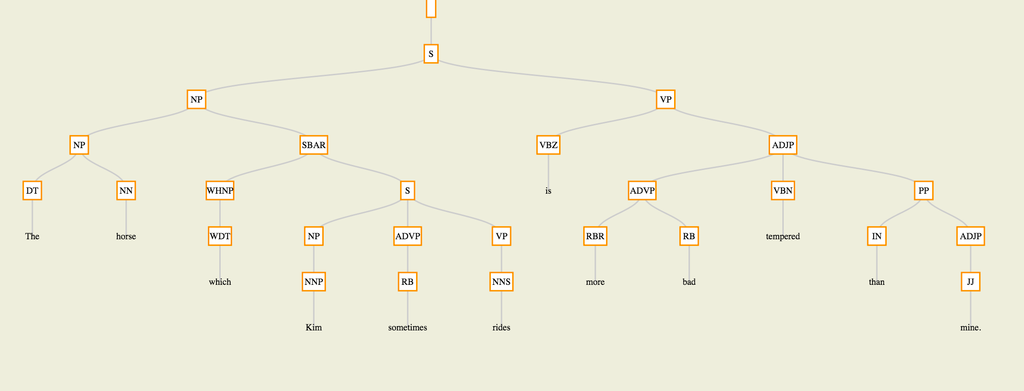 S
NP VP
NP SBAR VBZ ADJP
DT NN WHNP S is ADVP VBN PP
The horse WDT NP ADVP VP RBR RB tempered IN ADJP
which NNP RB NNS more bad than JJ
Kim sometimes rides mine.